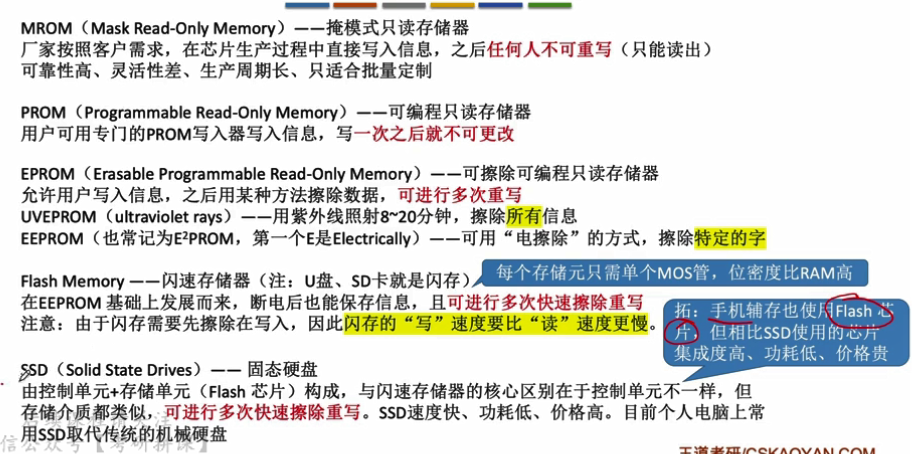 MROM（Mask Read-Only Memory）——掩模式只读存储器
厂家按照客户需求，在芯片生产过程中直接写入信息，之后任何人不可重写（只能读出）
可靠性高、灵活性差、生产周期长、只适合批量定制
PROM（Programmable Read-Only Memory）——可编程只读存储器
用户可用专门的PROM写入器写入信息，写一次之后就不可更改
EPROM（Erasable Programmable Read-Only Memory）——可擦除可编程只读存储器
允许用户写入信息，之后用某种方法擦除数据，可进行多次重写
UVEPROM（ultraviolet rays）——用紫外线照射8~20分钟，擦除所有信息
EEPROM（也常记为E²PROM，第一个E是Electrically）——可用“电擦除”的方式，擦除特定的字
Flash Memory ——闪速存储器（注：U盘、SD卡就是闪存）
每个存储元只需单个MOS管，位密度比RAM高
在EEPROM 基础上发展而来，断电后也能保存信息，且可进行多次快速擦除重写
注意：由于闪存需要先擦除在写入，因此闪存的“写”速度要比“读”速度更慢。
拓：手机辅存也使用Flash 芯
片，但相比SSD使用的芯片
集成度高、功耗低、价格贵
SSD（Solid State Drives）—— 固态硬盘
由控制单元+存储单元（Flash 芯片）构成，与闪速存储器的核心区别在于控制单元不一样，但
存储介质都类似，可进行多次快速擦除重写。SSD速度快、功耗低、价格高。目前个人电脑上常
用SSD取代传统的机械硬盘
信公众号【考研拼课】
王道考研/CSKAOYAN.COM